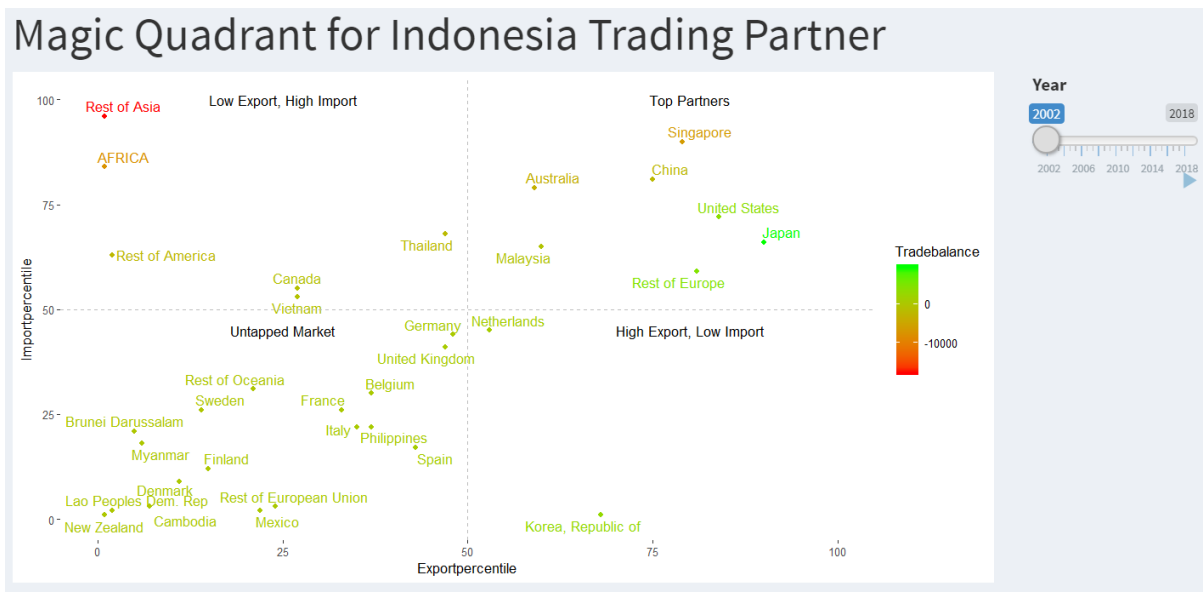 Magic Quadrant for Indonesia Trading Partner
Year
2002
2018
2002 2006 2010 2014 2018
100
75
50
25
0
Importpercentile
Rest of Asia
Low Export, High Import
Top Partners
Singapore
AFRICA
China
Australia
United States
Japan
Thailand
Rest of America
Malaysia
Canada
Rest of Europe
Vietnam
Germany
Netherlands
Untapped Market
High Export, Low Import
United Kingdom
Rest of Oceania
Belgium
Sweden
France
Brunei Darussalam
Italy
Philippines
Myanmar
Finland
Spain
Denmark
Lao Peoples Dem. Rep
Rest of European Union
New Zealand
Cambodia
Mexico
Korea, Republic of
0 25 50 75 100
Exportpercentile
Tradebalance
0
-10000